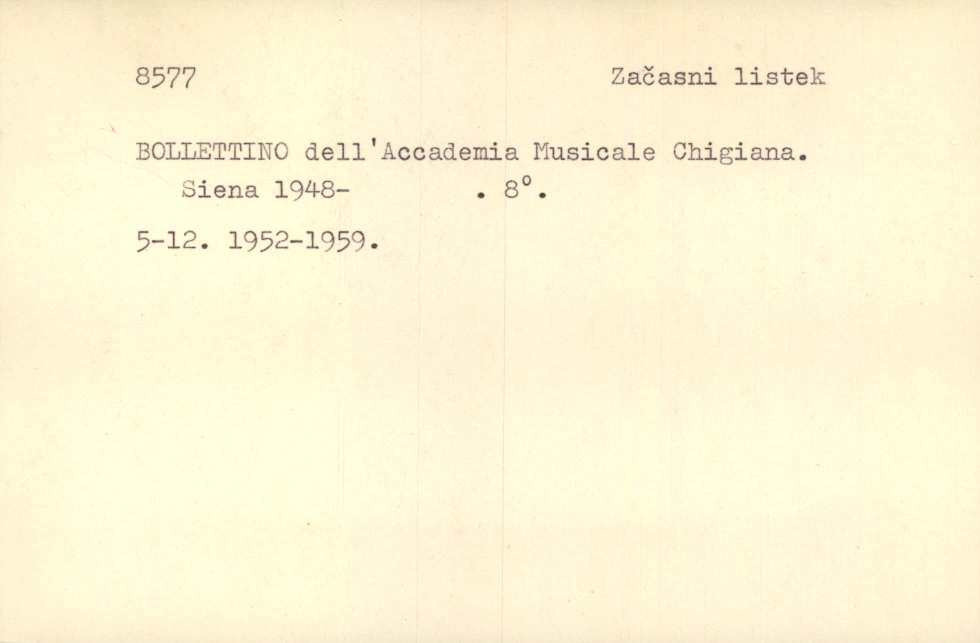 8577 Začasni listek
BOLLETTINO dell'Accademia Musicale Chigiana.
Siena 1948- . 8°.
5-12. 1952-1959.